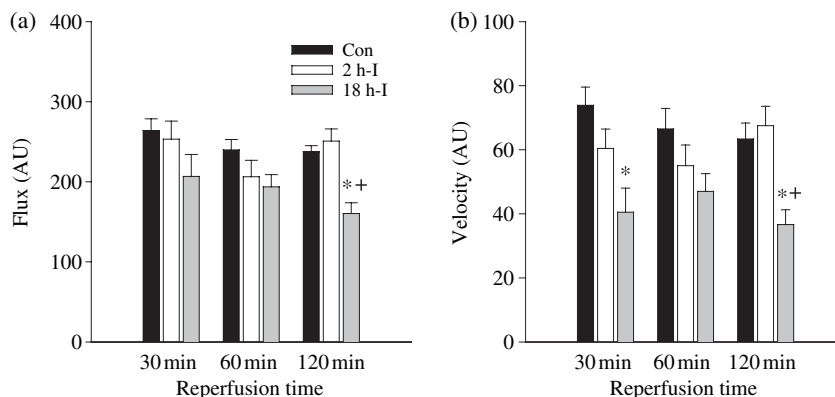 (a)
400
300
200
100
0
Flux (AU)
Con
2 h-I
18 h-I
*+
30 min 60 min 120 min
Reperfusion time
(b)
100
80
60
40
20
0
Velocity (AU)
*
*+
30 min 60 min 120 min
Reperfusion time